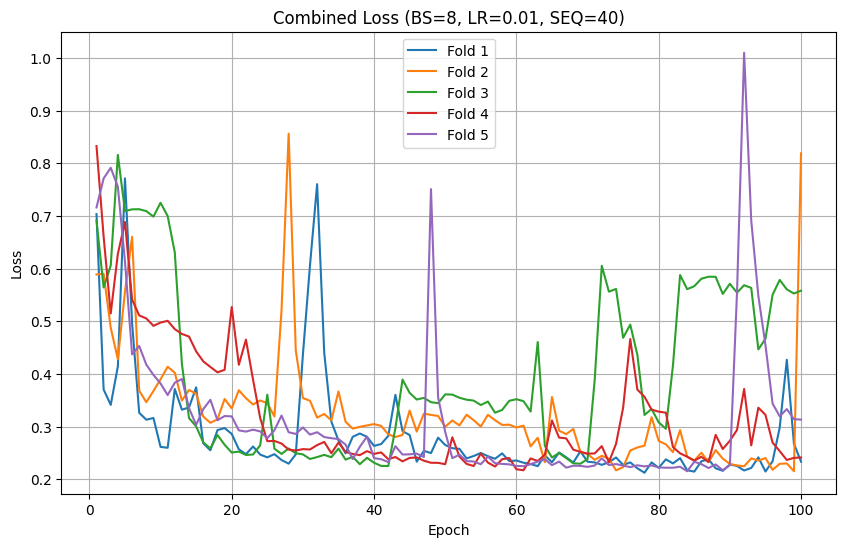 Combined Loss (BS=8, LR=0.01, SEQ=40)
Fold 1
Fold 2
Fold 3
Fold 4
Fold 5
Loss
1.0
0.9
0.8
0.7
0.6
0.5
0.4
0.3
0.2
0 20 40 60 80 100
Epoch